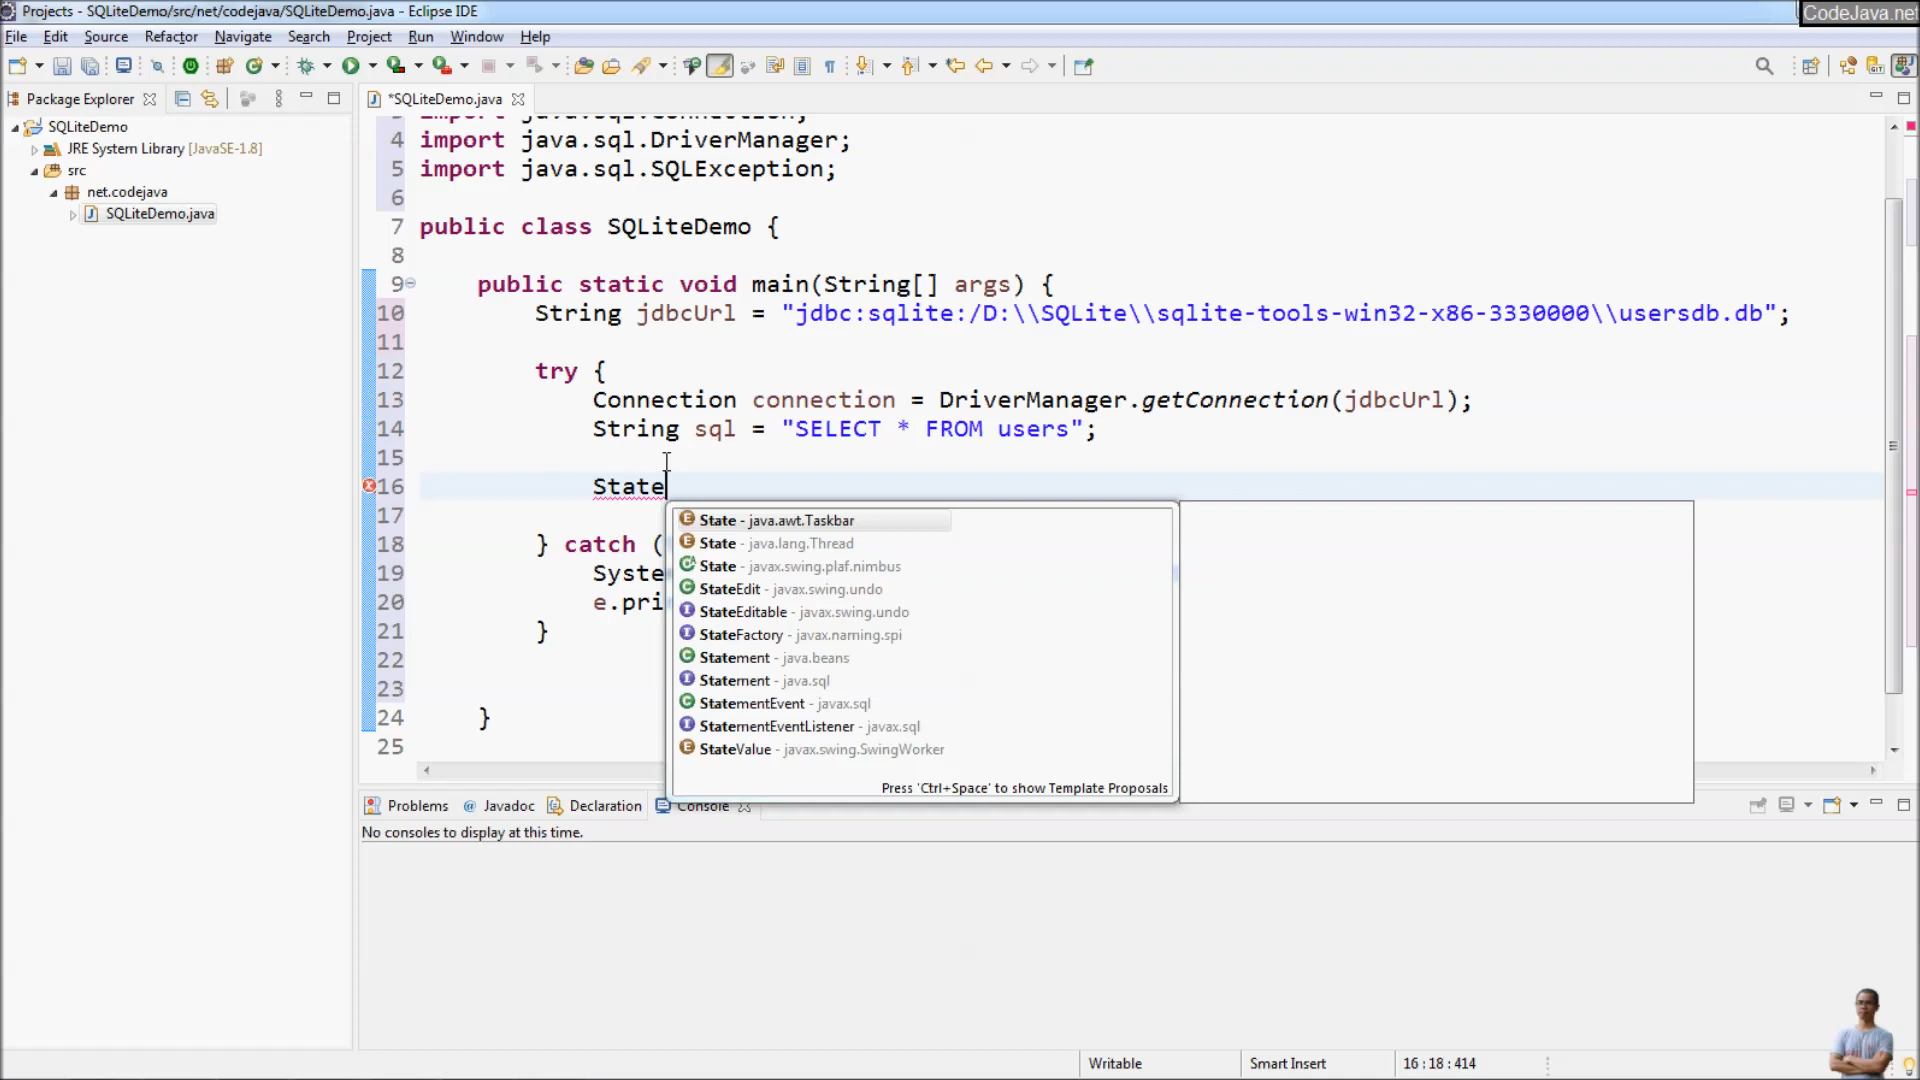 Projects - SQLiteDemo/src/net/codejava/SQLiteDemo.java - Eclipse IDE
CodeJava.net
File Edit Source Refactor Navigate Search Project Run Window Help
Package Explorer
*SQLiteDemo.java
SQLiteDemo
JRE System Library [JavaSE-1.8]
src
net.codejava
SQLiteDemo.java
4 import java.sql.DriverManager;
5 import java.sql.SQLException;
6
7 public class SQLiteDemo {
8
9 public static void main(String[] args) {
10 String jdbcUrl = "jdbc:sqlite:/D:\\SQLite\\sqlite-tools-win32-x86-3330000\\usersdb.db";
11
12 try {
13 Connection connection = DriverManager.getConnection(jdbcUrl);
14 String sql = "SELECT * FROM users";
15
16 State
17
18 } catch (
19 Syste
20 e.pri
21 }
22
23
24 }
25
State - java.awt.Taskbar
State - java.lang.Thread
State - javax.swing.plaf.nimbus
StateEdit - javax.swing.undo
StateEditable - javax.swing.undo
StateFactory - javax.naming.spi
Statement - java.beans
Statement - java.sql
StatementEvent - javax.sql
StatementEventListener - javax.sql
StateValue - javax.swing.SwingWorker
Press 'Ctrl+Space' to show Template Proposals
Problems @ Javadoc Declaration Console
No consoles to display at this time.
Writable Smart Insert 16 : 18 : 414